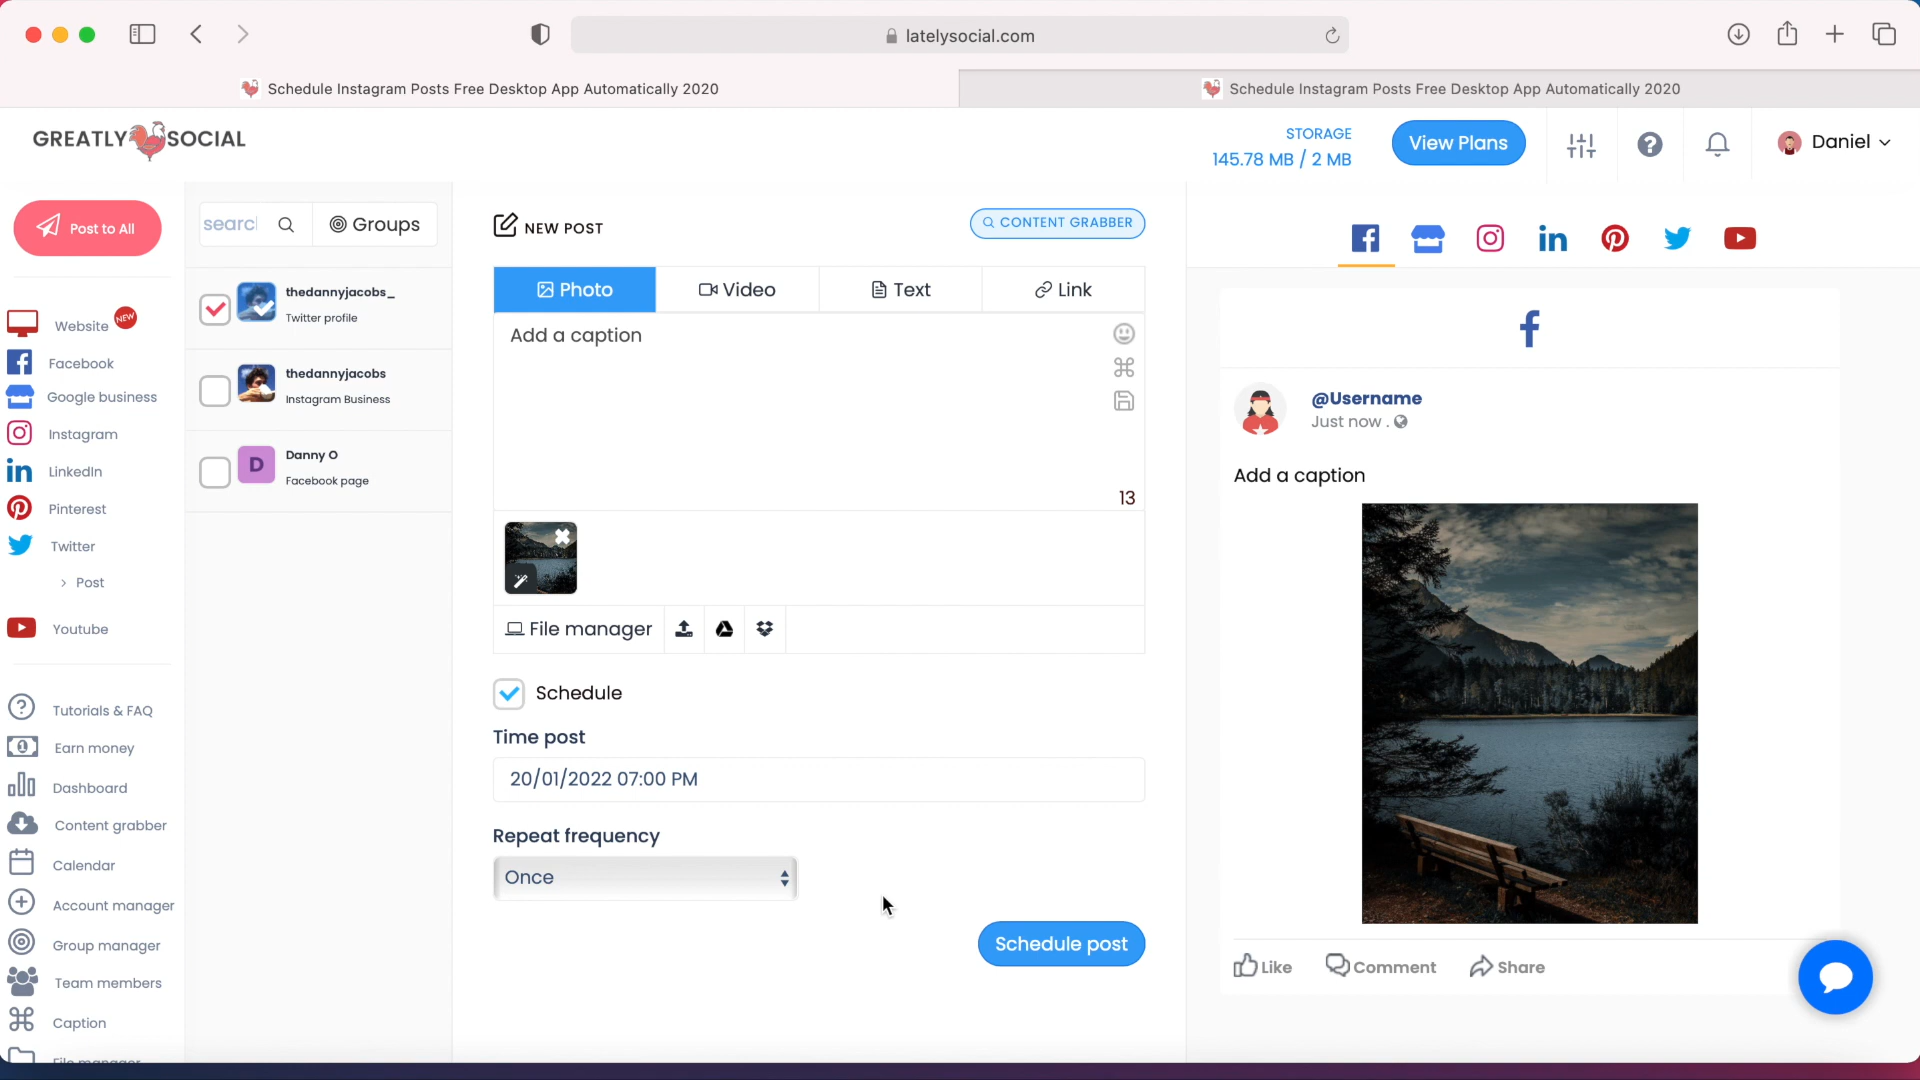 latelysocial.com
Schedule Instagram Posts Free Desktop App Automatically 2020
Schedule Instagram Posts Free Desktop App Automatically 2020
GREATLY SOCIAL
STORAGE
145.78 MB / 2 MB
View Plans
Daniel
Post to All
Website NEW
Facebook
Google business
Instagram
LinkedIn
Pinterest
Twitter
> Post
Youtube
Tutorials & FAQ
Earn money
Dashboard
Content grabber
Calendar
Account manager
Group manager
Team members
Caption
File manager
searc
Groups
thedannyjacobs_
Twitter profile
thedannyjacobs
Instagram Business
D
Danny O
Facebook page
NEW POST
CONTENT GRABBER
Photo
Video
Text
Link
Add a caption
13
File manager
Schedule
Time post
20/01/2022 07:00 PM
Repeat frequency
Once
Schedule post
@Username
Just now .
Add a caption
Like
Comment
Share